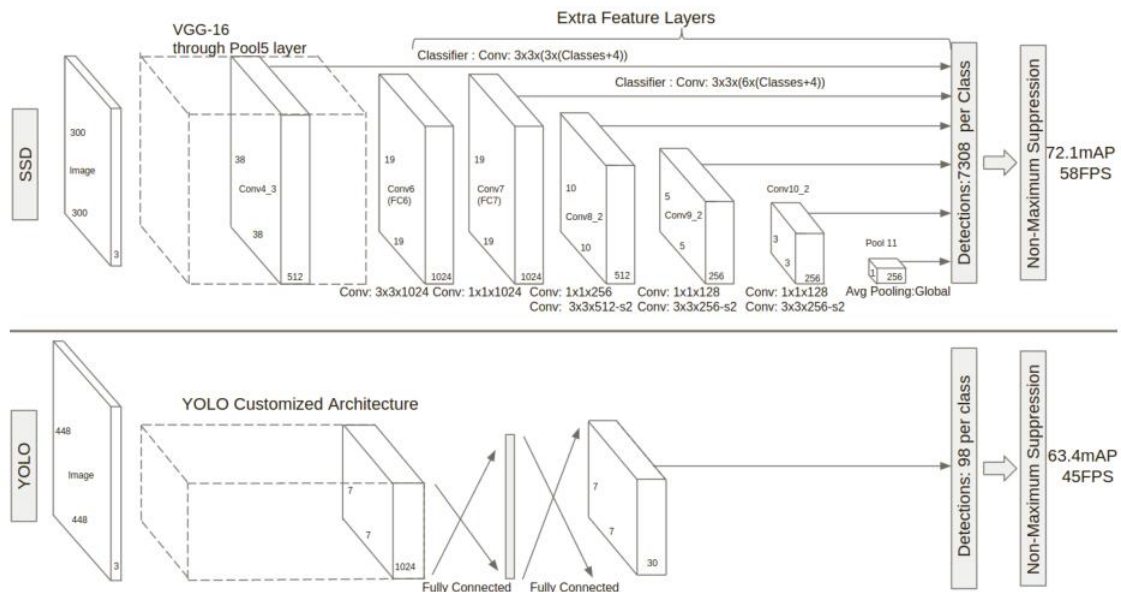 Extra Feature Layers
VGG-16
through Pool5 layer
Classifier : Conv: 3x3x(3x(Classes+4))
Classifier : Conv: 3x3x(6x(Classes+4))
SSD
300
Image
300
3
38
Conv4_3
38
512
19
Conv6
(FC6)
19
1024
19
Conv7
(FC7)
19
1024
10
Conv8_2
10
512
5
Conv9_2
5
256
Conv10_2
3
3
256
Pool 11
1
256
Conv: 3x3x1024
Conv: 1x1x1024
Conv: 1x1x256
Conv: 3x3x512-s2
Conv: 1x1x128
Conv: 3x3x256-s2
Conv: 1x1x128
Conv: 3x3x256-s2
Avg Pooling:Global
Detections:7308 per Class
Non-Maximum Suppression
72.1mAP
58FPS
YOLO
448
Image
448
3
YOLO Customized Architecture
7
7
1024
Fully Connected
Fully Connected
7
7
30
Detections: 98 per class
Non-Maximum Suppression
63.4mAP
45FPS